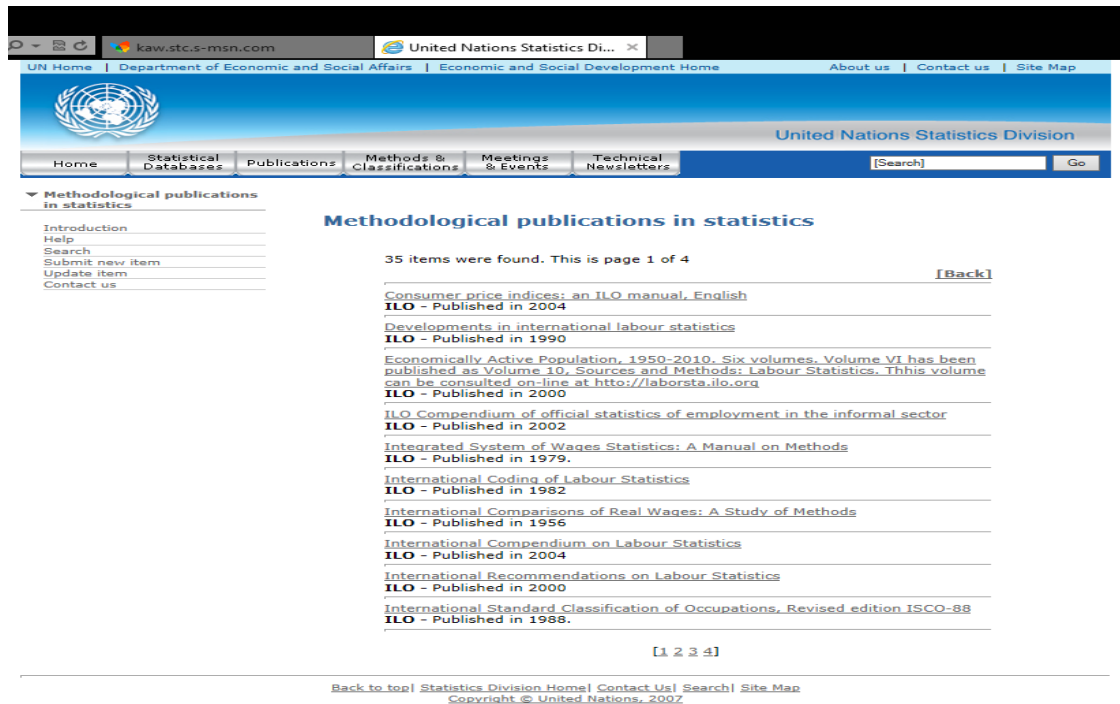 kaw.stc.s-msn.com
United Nations Statistics Di...
UN Home | Department of Economic and Social Affairs | Economic and Social Development Home
About us | Contact us | Site Map
United Nations Statistics Division
Home
Statistical Databases
Publications
Methods & Classifications
Meetings & Events
Technical Newsletters
[Search]
Go
Methodological publications
in statistics
Introduction
Help
Search
Submit new item
Update item
Contact us
Methodological publications in statistics
35 items were found. This is page 1 of 4
[Back]
Consumer price indices: an ILO manual, English
ILO - Published in 2004
Developments in international labour statistics
ILO - Published in 1990
Economically Active Population, 1950-2010. Six volumes. Volume VI has been
published as Volume 10, Sources and Methods: Labour Statistics. Thhis volume
can be consulted on-line at htto://laborsta.ilo.org
ILO - Published in 2000
ILO Compendium of official statistics of employment in the informal sector
ILO - Published in 2002
Integrated System of Wages Statistics: A Manual on Methods
ILO - Published in 1979.
International Coding of Labour Statistics
ILO - Published in 1982
International Comparisons of Real Wages: A Study of Methods
ILO - Published in 1956
International Compendium on Labour Statistics
ILO - Published in 2004
International Recommendations on Labour Statistics
ILO - Published in 2000
International Standard Classification of Occupations, Revised edition ISCO-88
ILO - Published in 1988.
[1 2 3 4]
Back to top| Statistics Division Home| Contact Us| Search| Site Map
Copyright © United Nations, 2007